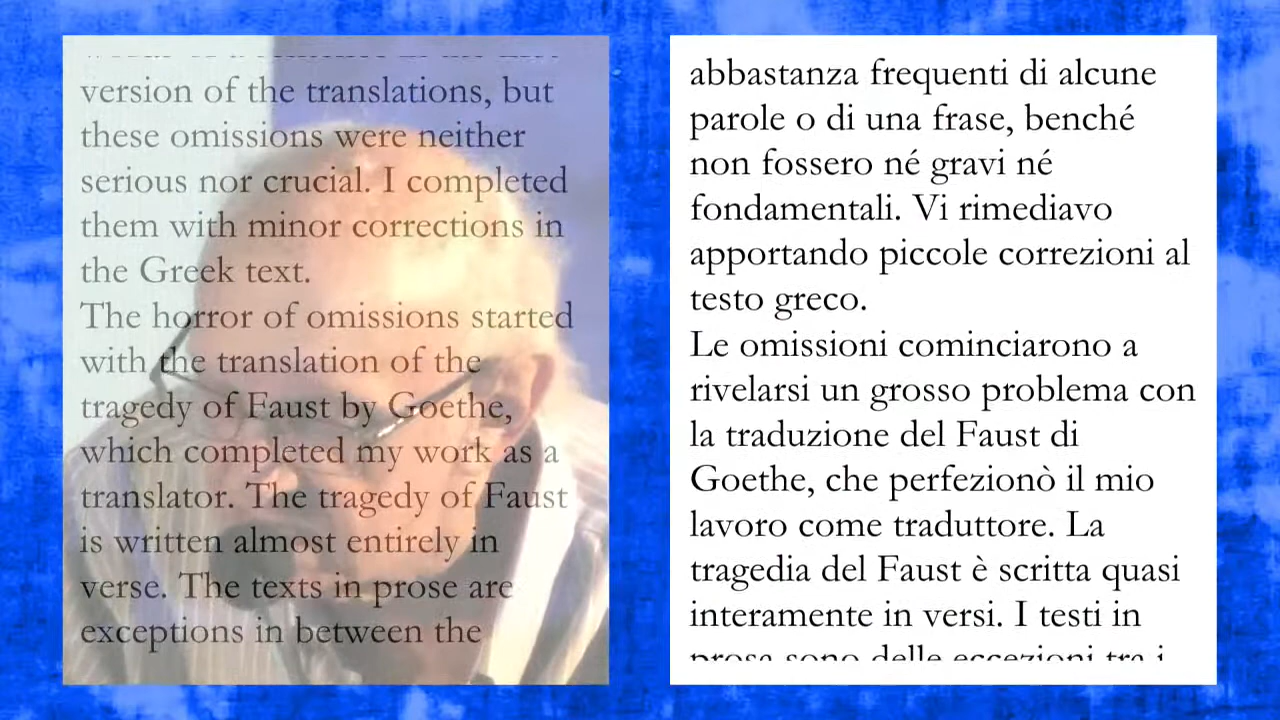 version of the translations, but
these omissions were neither
serious nor crucial. I completed
them with minor corrections in
the Greek text.
The horror of omissions started
with the translation of the
tragedy of Faust by Goethe,
which completed my work as a
translator. The tragedy of Faust
is written almost entirely in
verse. The texts in prose are
exceptions in between the
abbastanza frequenti di alcune
parole o di una frase, benché
non fossero né gravi né
fondamentali. Vi rimediavo
apportando piccole correzioni al
testo greco.
Le omissioni cominciarono a
rivelarsi un grosso problema con
la traduzione del Faust di
Goethe, che perfezionò il mio
lavoro come traduttore. La
tragedia del Faust è scritta quasi
interamente in versi. I testi in
prosa sono delle eccezioni tra i